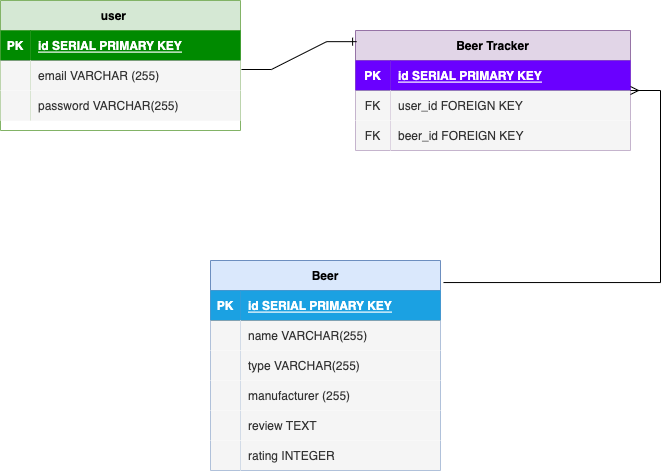 user
PK id SERIAL PRIMARY KEY
email VARCHAR (255)
password VARCHAR(255)
Beer Tracker
PK id SERIAL PRIMARY KEY
FK user_id FOREIGN KEY
FK beer_id FOREIGN KEY
Beer
PK id SERIAL PRIMARY KEY
name VARCHAR(255)
type VARCHAR(255)
manufacturer (255)
review TEXT
rating INTEGER